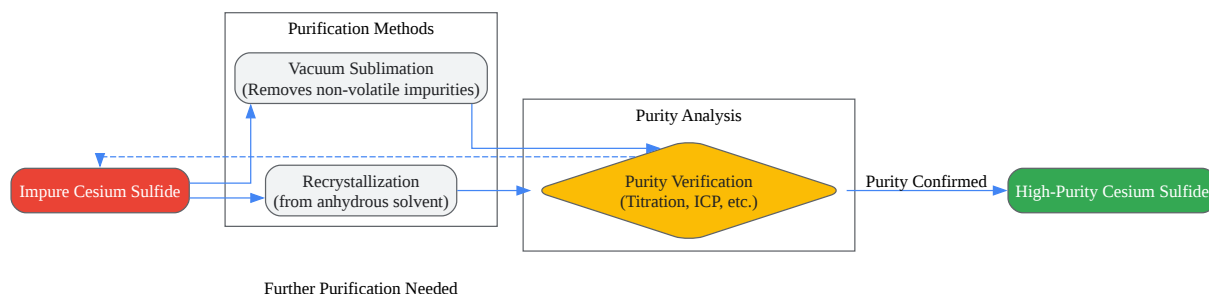 Purification Methods
Vacuum Sublimation
(Removes non-volatile impurities)
Purity Analysis
Impure Cesium Sulfide
Recrystallization
(from anhydrous solvent)
Purity Verification
(Titration, ICP, etc.)
Purity Confirmed
High-Purity Cesium Sulfide
Further Purification Needed